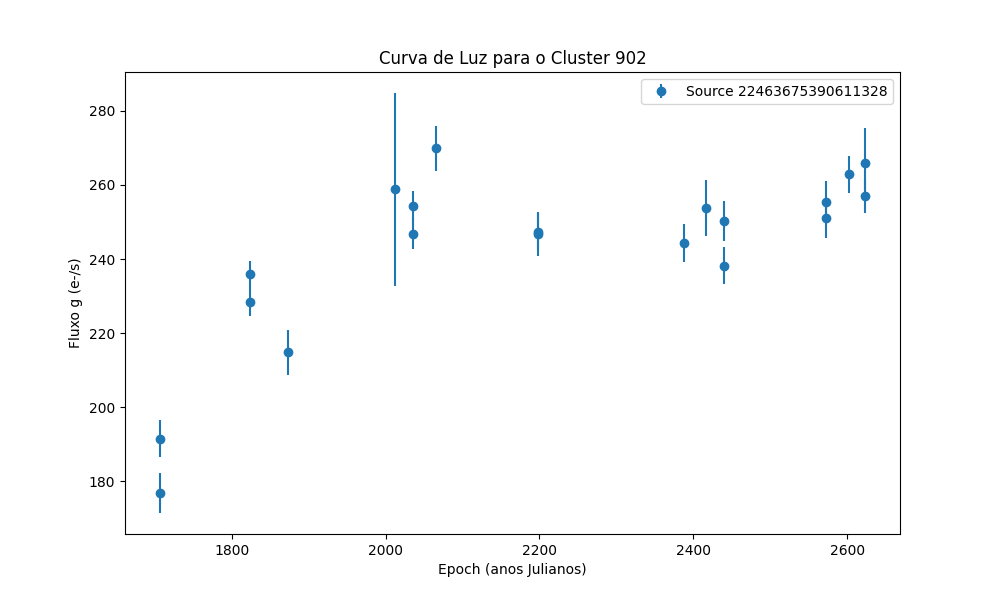 Curva de Luz para o Cluster 902
Source 22463675390611328
Fluxo g (e-/s)
280
260
240
220
200
180
1800
2000
2200
2400
2600
Epoch (anos Julianos)